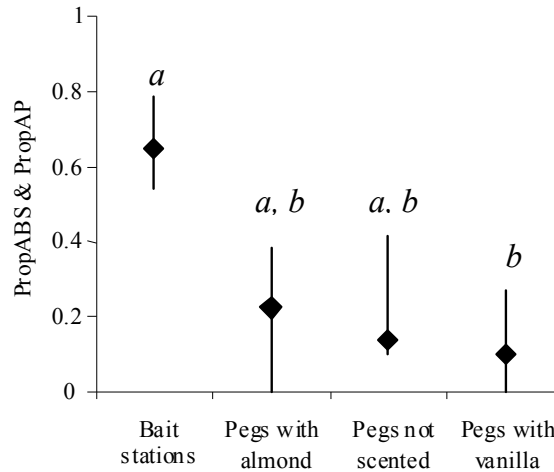 1
0.8
0.6
0.4
0.2
0
PropABS & PropAP
a
a, b
a, b
b
Bait
stations
Pegs with
almond
Pegs not
scented
Pegs with
vanilla